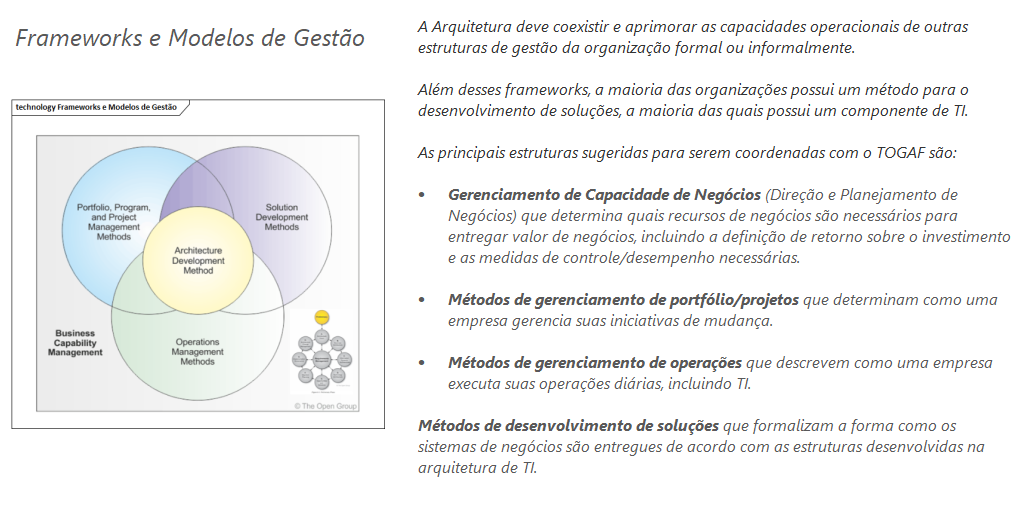 Frameworks e Modelos de Gestão
technology Frameworks e Modelos de Gestão
Portfolio, Program,
and Project
Management
Methods
Solution
Development
Methods
Architecture
Development
Method
Business
Capability
Management
Operations
Management
Methods
© The Open Group
A Arquitetura deve coexistir e aprimorar as capacidades operacionais de outras
estruturas de gestão da organização formal ou informalmente.
Além desses frameworks, a maioria das organizações possui um método para o
desenvolvimento de soluções, a maioria das quais possui um componente de TI.
As principais estruturas sugeridas para serem coordenadas com o TOGAF são:
• Gerenciamento de Capacidade de Negócios (Direção e Planejamento de
Negócios) que determina quais recursos de negócios são necessários para
entregar valor de negócios, incluindo a definição de retorno sobre o investimento
e as medidas de controle/desempenho necessárias.
• Métodos de gerenciamento de portfólio/projetos que determinam como uma
empresa gerencia suas iniciativas de mudança.
• Métodos de gerenciamento de operações que descrevem como uma empresa
executa suas operações diárias, incluindo TI.
Métodos de desenvolvimento de soluções que formalizam a forma como os
sistemas de negócios são entregues de acordo com as estruturas desenvolvidas na
arquitetura de TI.